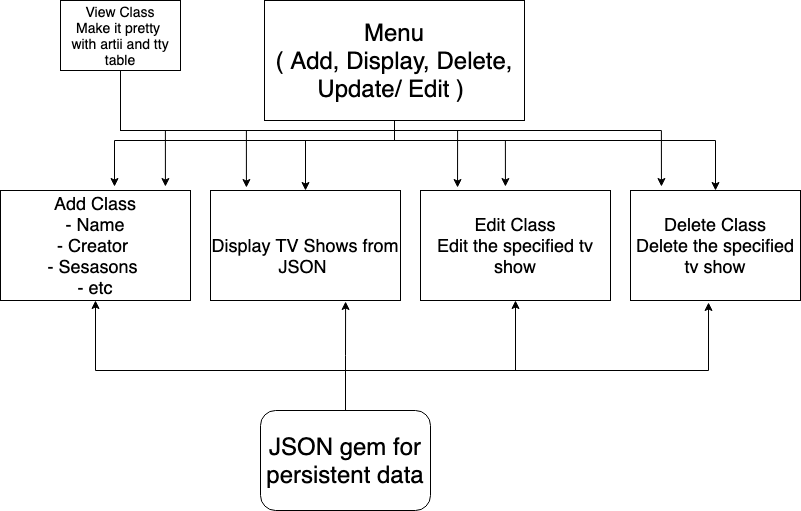 View Class
Make it pretty
with artii and tty
table
Menu
( Add, Display, Delete,
Update/ Edit )
Add Class
- Name
- Creator
- Sesasons
- etc
Display TV Shows from
JSON
Edit Class
Edit the specified tv
show
Delete Class
Delete the specified
tv show
JSON gem for
persistent data